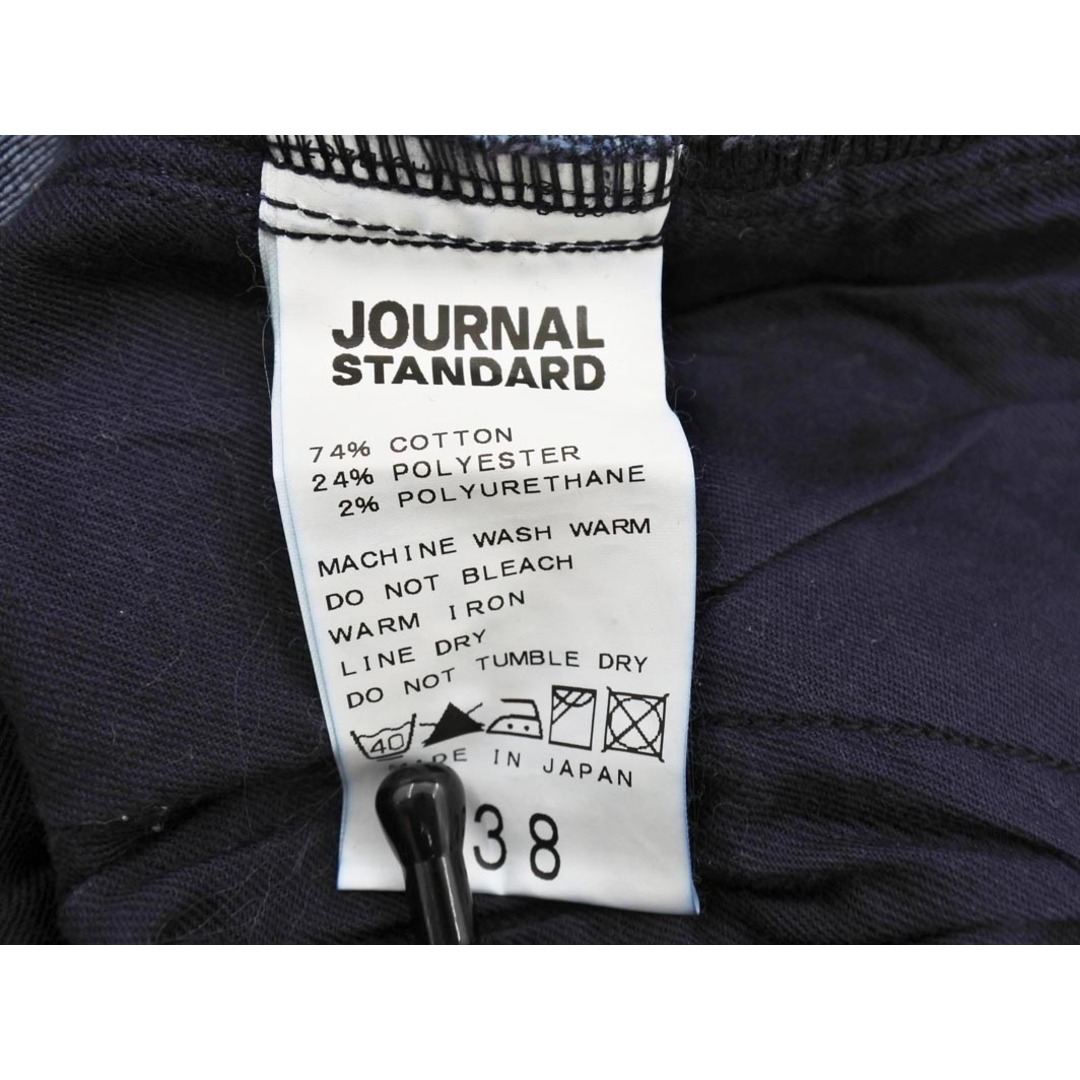 JOURNAL
STANDARD
74% COTTON
24% POLYESTER
2% POLYURETHANE
MACHINE WASH WARM
DO NOT BLEACH
WARM IRON
LINE DRY
DO NOT TUMBLE DRY
40
MADE IN JAPAN
38